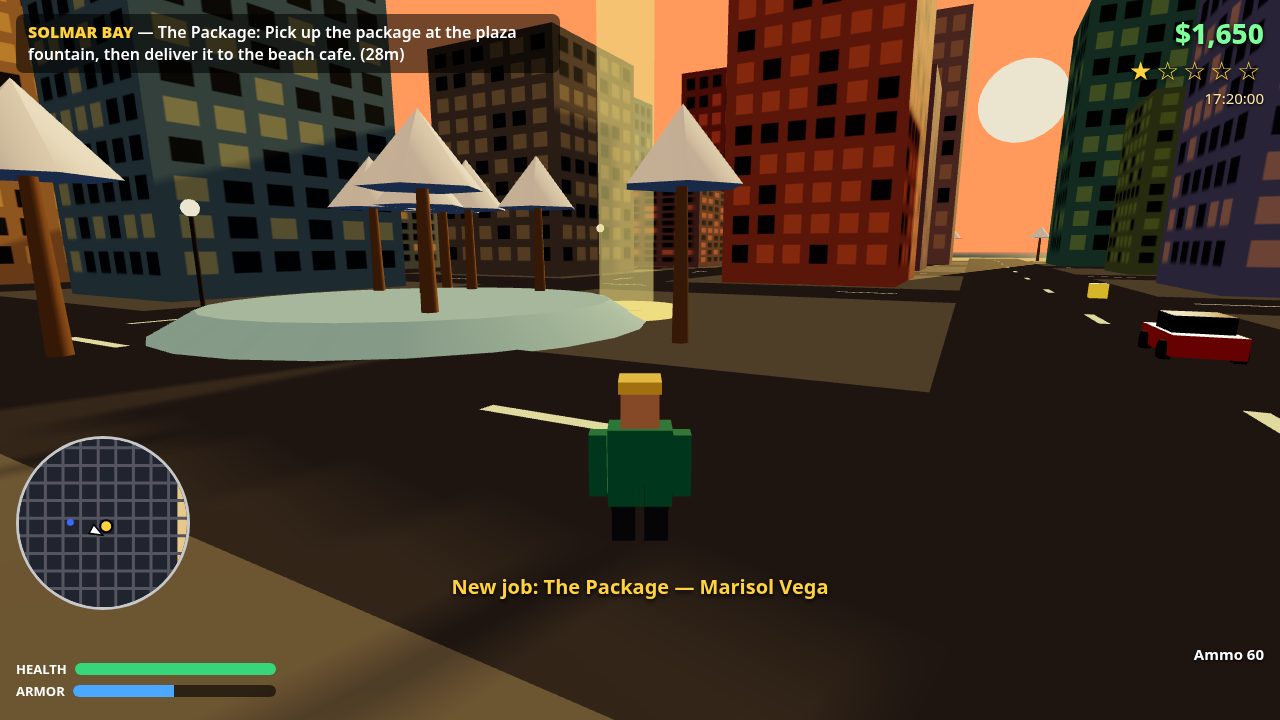 SOLMAR BAY — The Package: Pick up the package at the plaza
fountain, then deliver it to the beach cafe. (28m)
$1,650
★☆☆☆☆
17:20:00
New job: The Package — Marisol Vega
Ammo 60
HEALTH
ARMOR